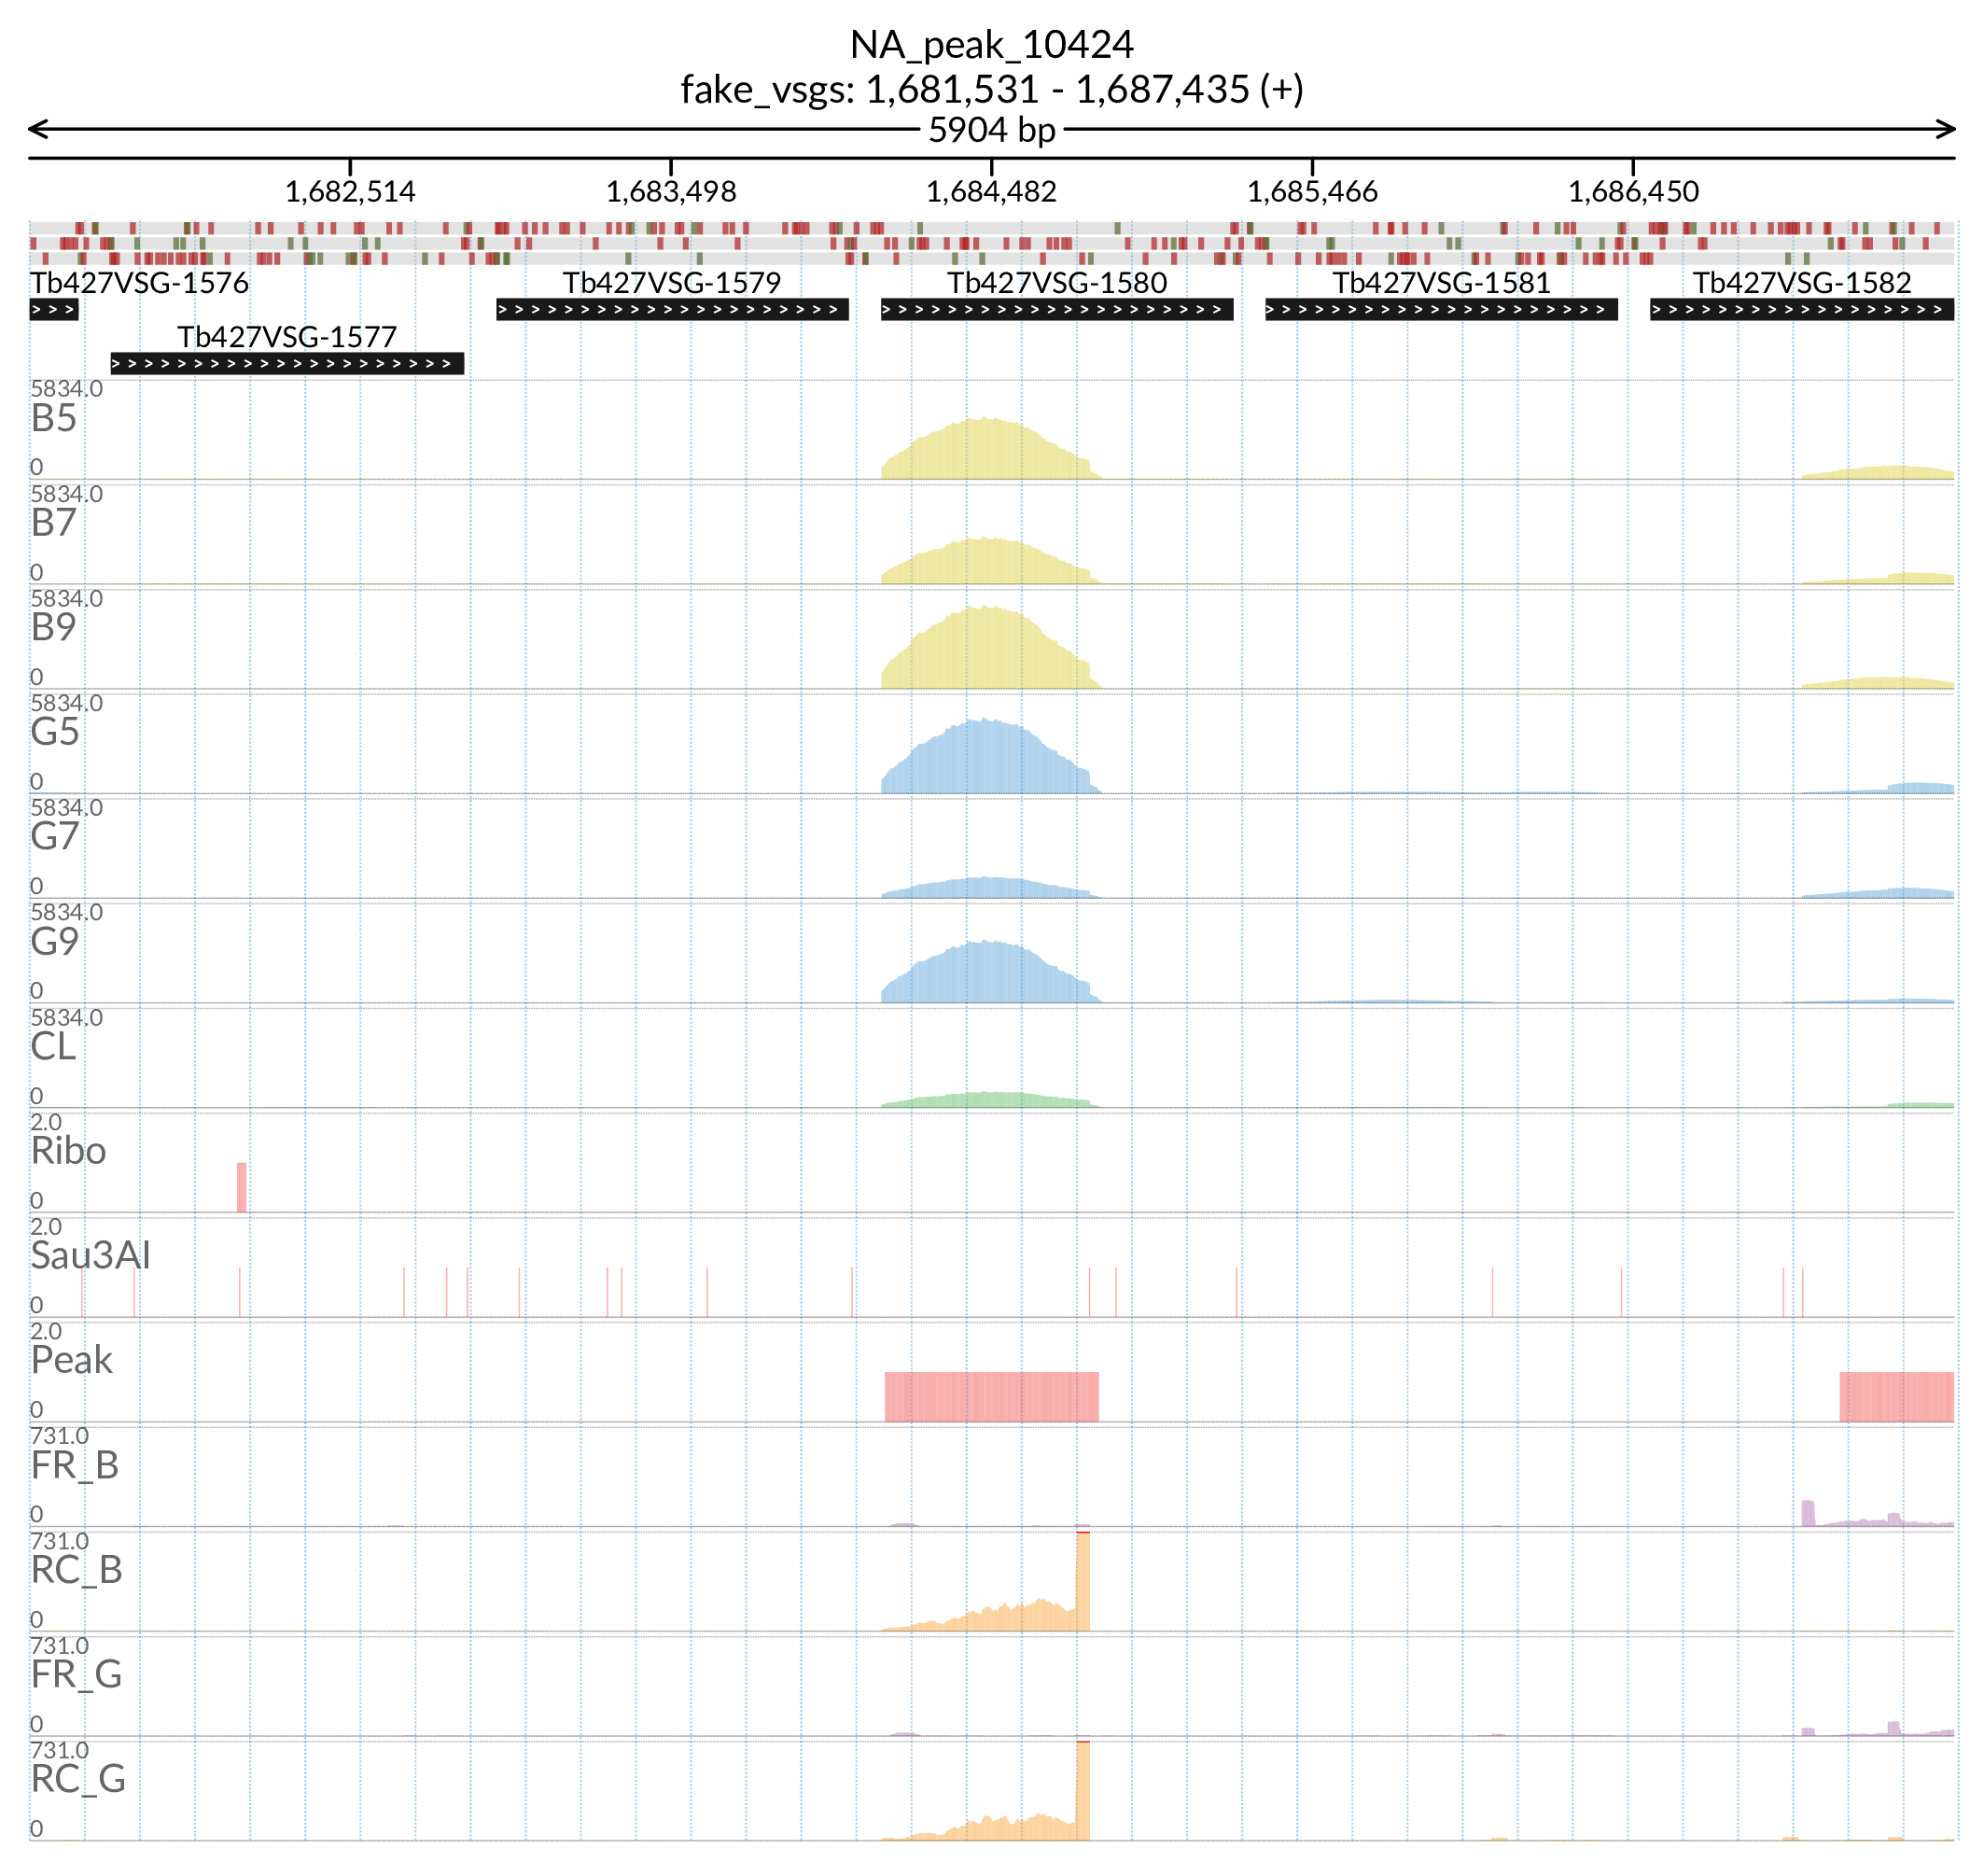 NA_peak_10424
fake_vsgs: 1,681,531 - 1,687,435 (+)
5904 bp
1,682,514 1,683,498 1,684,482 1,685,466 1,686,450
Tb427VSG-1576 Tb427VSG-1579 Tb427VSG-1580 Tb427VSG-1581 Tb427VSG-1582
Tb427VSG-1577
5834.0
B5
0
5834.0
B7
0
5834.0
B9
0
5834.0
G5
0
5834.0
G7
0
5834.0
G9
0
5834.0
CL
0
2.0
Ribo
0
2.0
Sau3AI
0
2.0
Peak
0
731.0
FR_B
0
731.0
RC_B
0
731.0
FR_G
0
731.0
RC_G
0